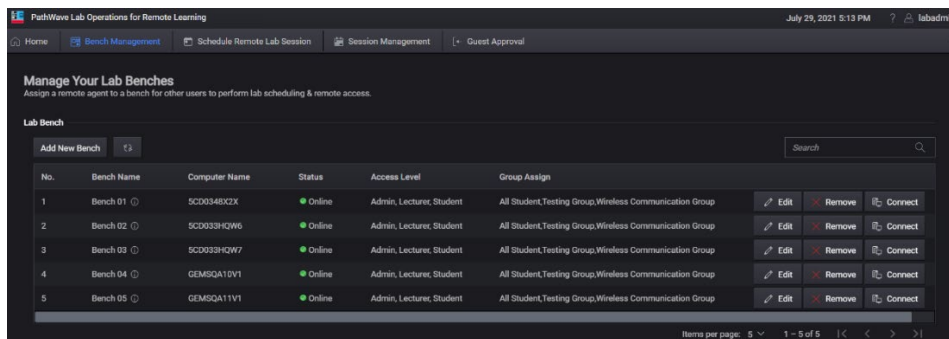 PathWave Lab Operations for Remote Learning July 29, 2021 5:13 PM ? labadm
Home Bench Management Schedule Remote Lab Session Session Management Guest Approval
Manage Your Lab Benches
Assign a remote agent to a bench for other users to perform lab scheduling & remote access.
Lab Bench
Add New Bench Search
No. Bench Name Computer Name Status Access Level Group Assign
1 Bench 01 5CD0348X2X Online Admin, Lecturer, Student All Student,Testing Group,Wireless Communication Group Edit Remove Connect
2 Bench 02 5CD033HQW6 Online Admin, Lecturer, Student All Student,Testing Group,Wireless Communication Group Edit Remove Connect
3 Bench 03 5CD033HQW7 Online Admin, Lecturer, Student All Student,Testing Group,Wireless Communication Group Edit Remove Connect
4 Bench 04 GEMSQA10V1 Online Admin, Lecturer, Student All Student,Testing Group,Wireless Communication Group Edit Remove Connect
5 Bench 05 GEMSQA11V1 Online Admin, Lecturer, Student All Student,Testing Group,Wireless Communication Group Edit Remove Connect
Items per page: 5 1 – 5 of 5